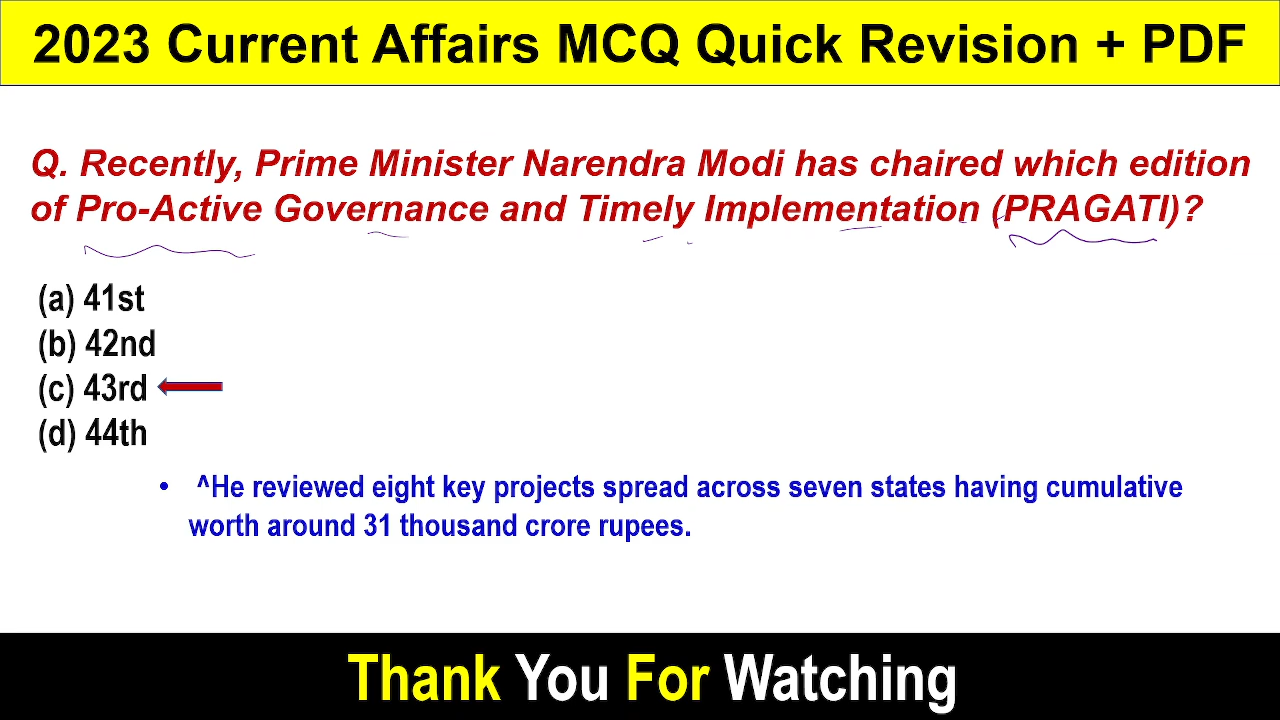 2023 Current Affairs MCQ Quick Revision + PDF
Q. Recently, Prime Minister Narendra Modi has chaired which edition
of Pro-Active Governance and Timely Implementation (PRAGATI)?
(a) 41st
(b) 42nd
(c) 43rd
(d) 44th
• ^He reviewed eight key projects spread across seven states having cumulative
worth around 31 thousand crore rupees.
Thank You For Watching